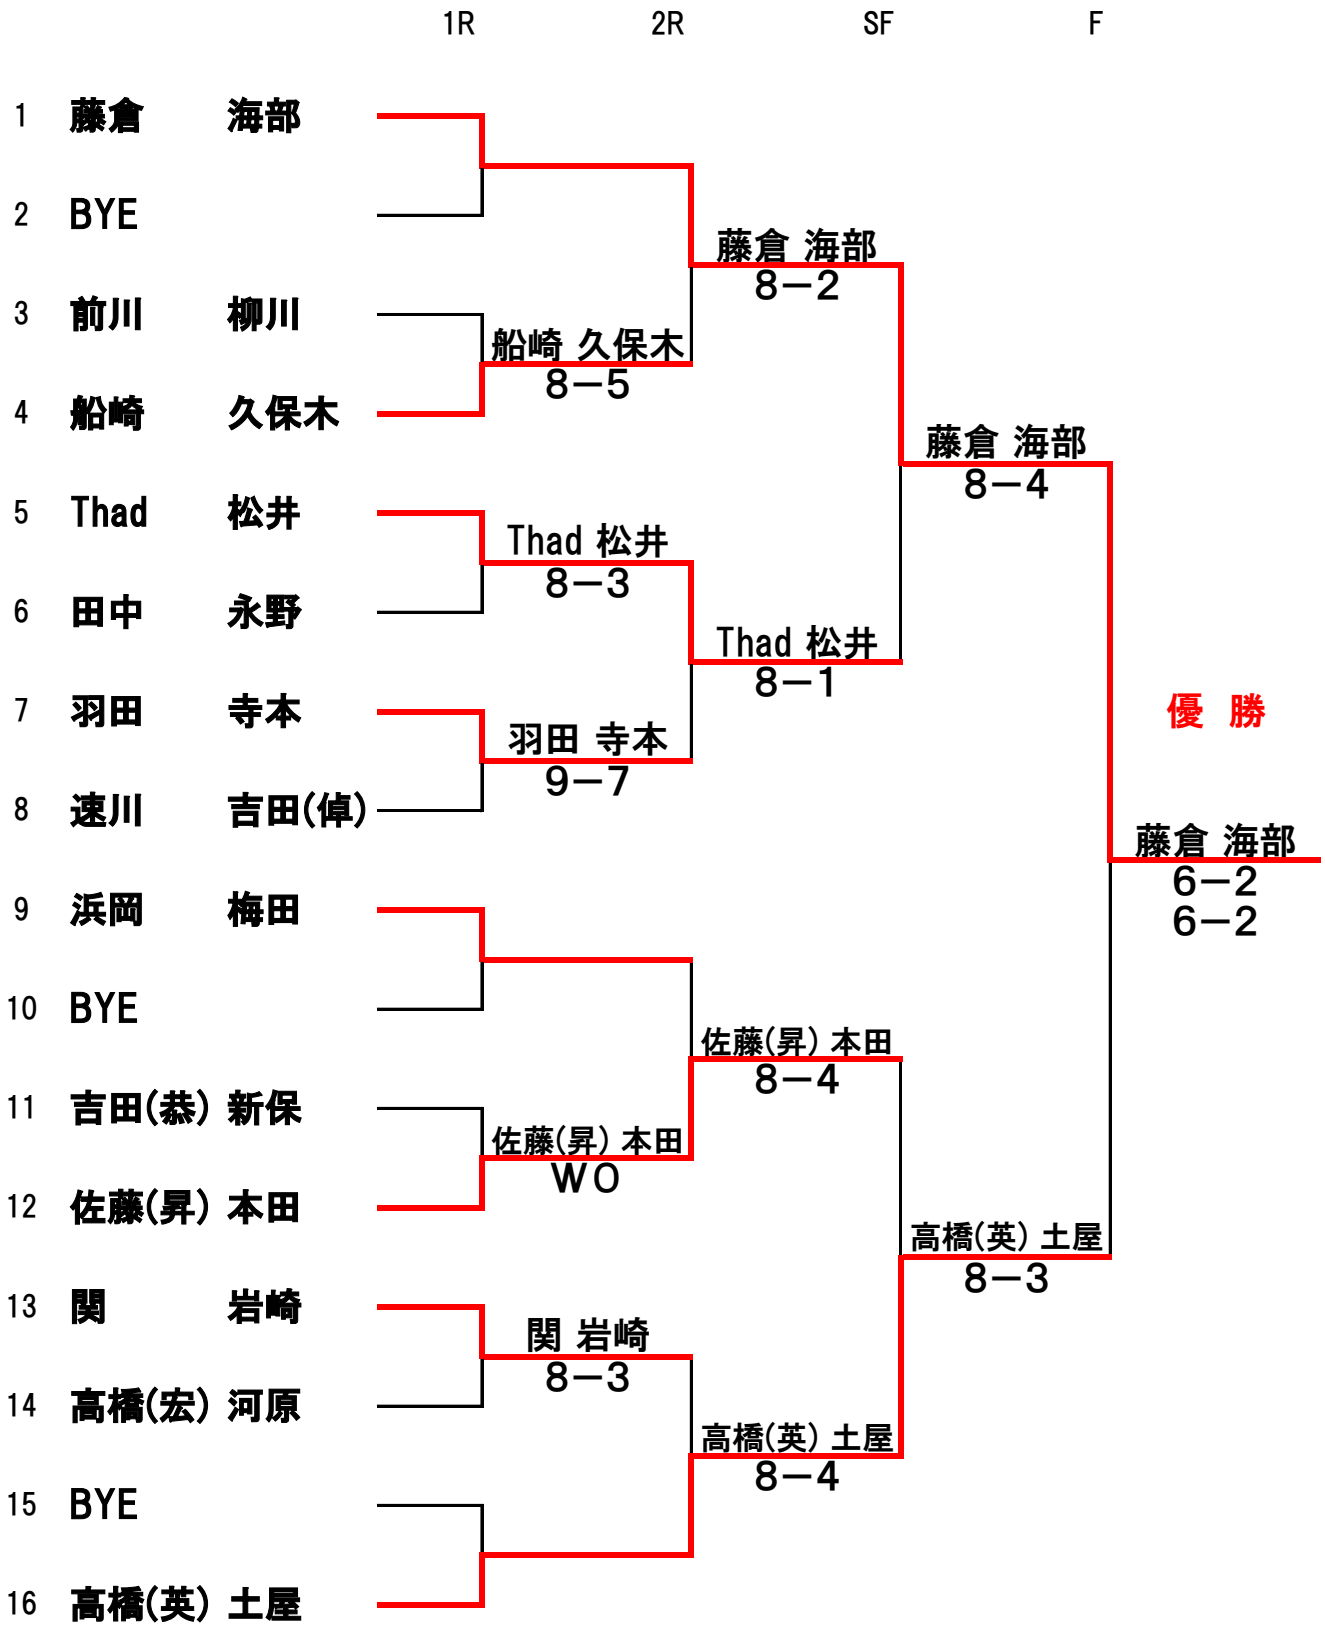 1R 2R SF F
1 藤倉 海部
2 BYE
藤倉 海部
8－2
3 前川 柳川
船崎 久保木
8－5
4 船崎 久保木
藤倉 海部
8－4
5 Thad 松井
Thad 松井
8－3
6 田中 永野
Thad 松井
8－1
7 羽田 寺本
優 勝
羽田 寺本
9－7
8 速川 吉田(倬)
藤倉 海部
6－2
6－2
9 浜岡 梅田
10 BYE
佐藤(昇) 本田
8－4
11 吉田(恭) 新保
佐藤(昇) 本田
WO
12 佐藤(昇) 本田
高橋(英) 土屋
8－3
13 関 岩崎
関 岩崎
8－3
14 高橋(宏) 河原
高橋(英) 土屋
8－4
15 BYE
16 高橋(英) 土屋